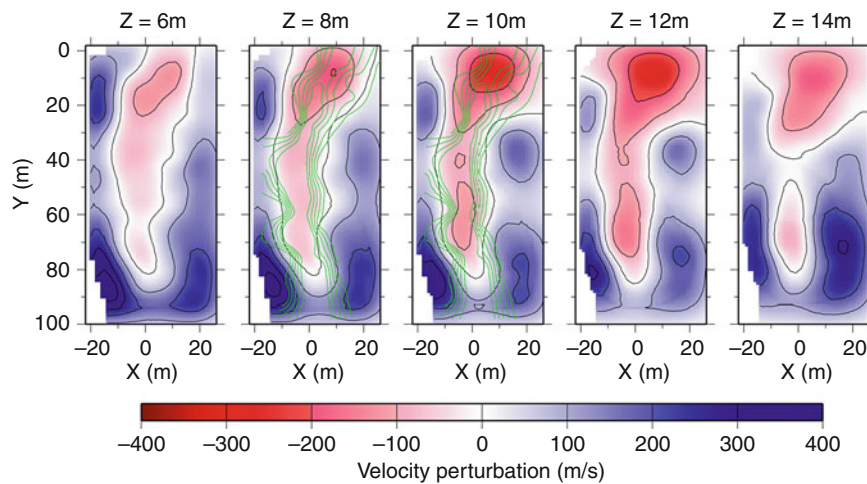 Z = 6m Z = 8m Z = 10m Z = 12m Z = 14m
0
20
40
60
80
100
Y (m)
−20 0 20 −20 0 20 −20 0 20 −20 0 20 −20 0 20
X (m) X (m) X (m) X (m) X (m)
−400 −300 −200 −100 0 100 200 300 400
Velocity perturbation (m/s)